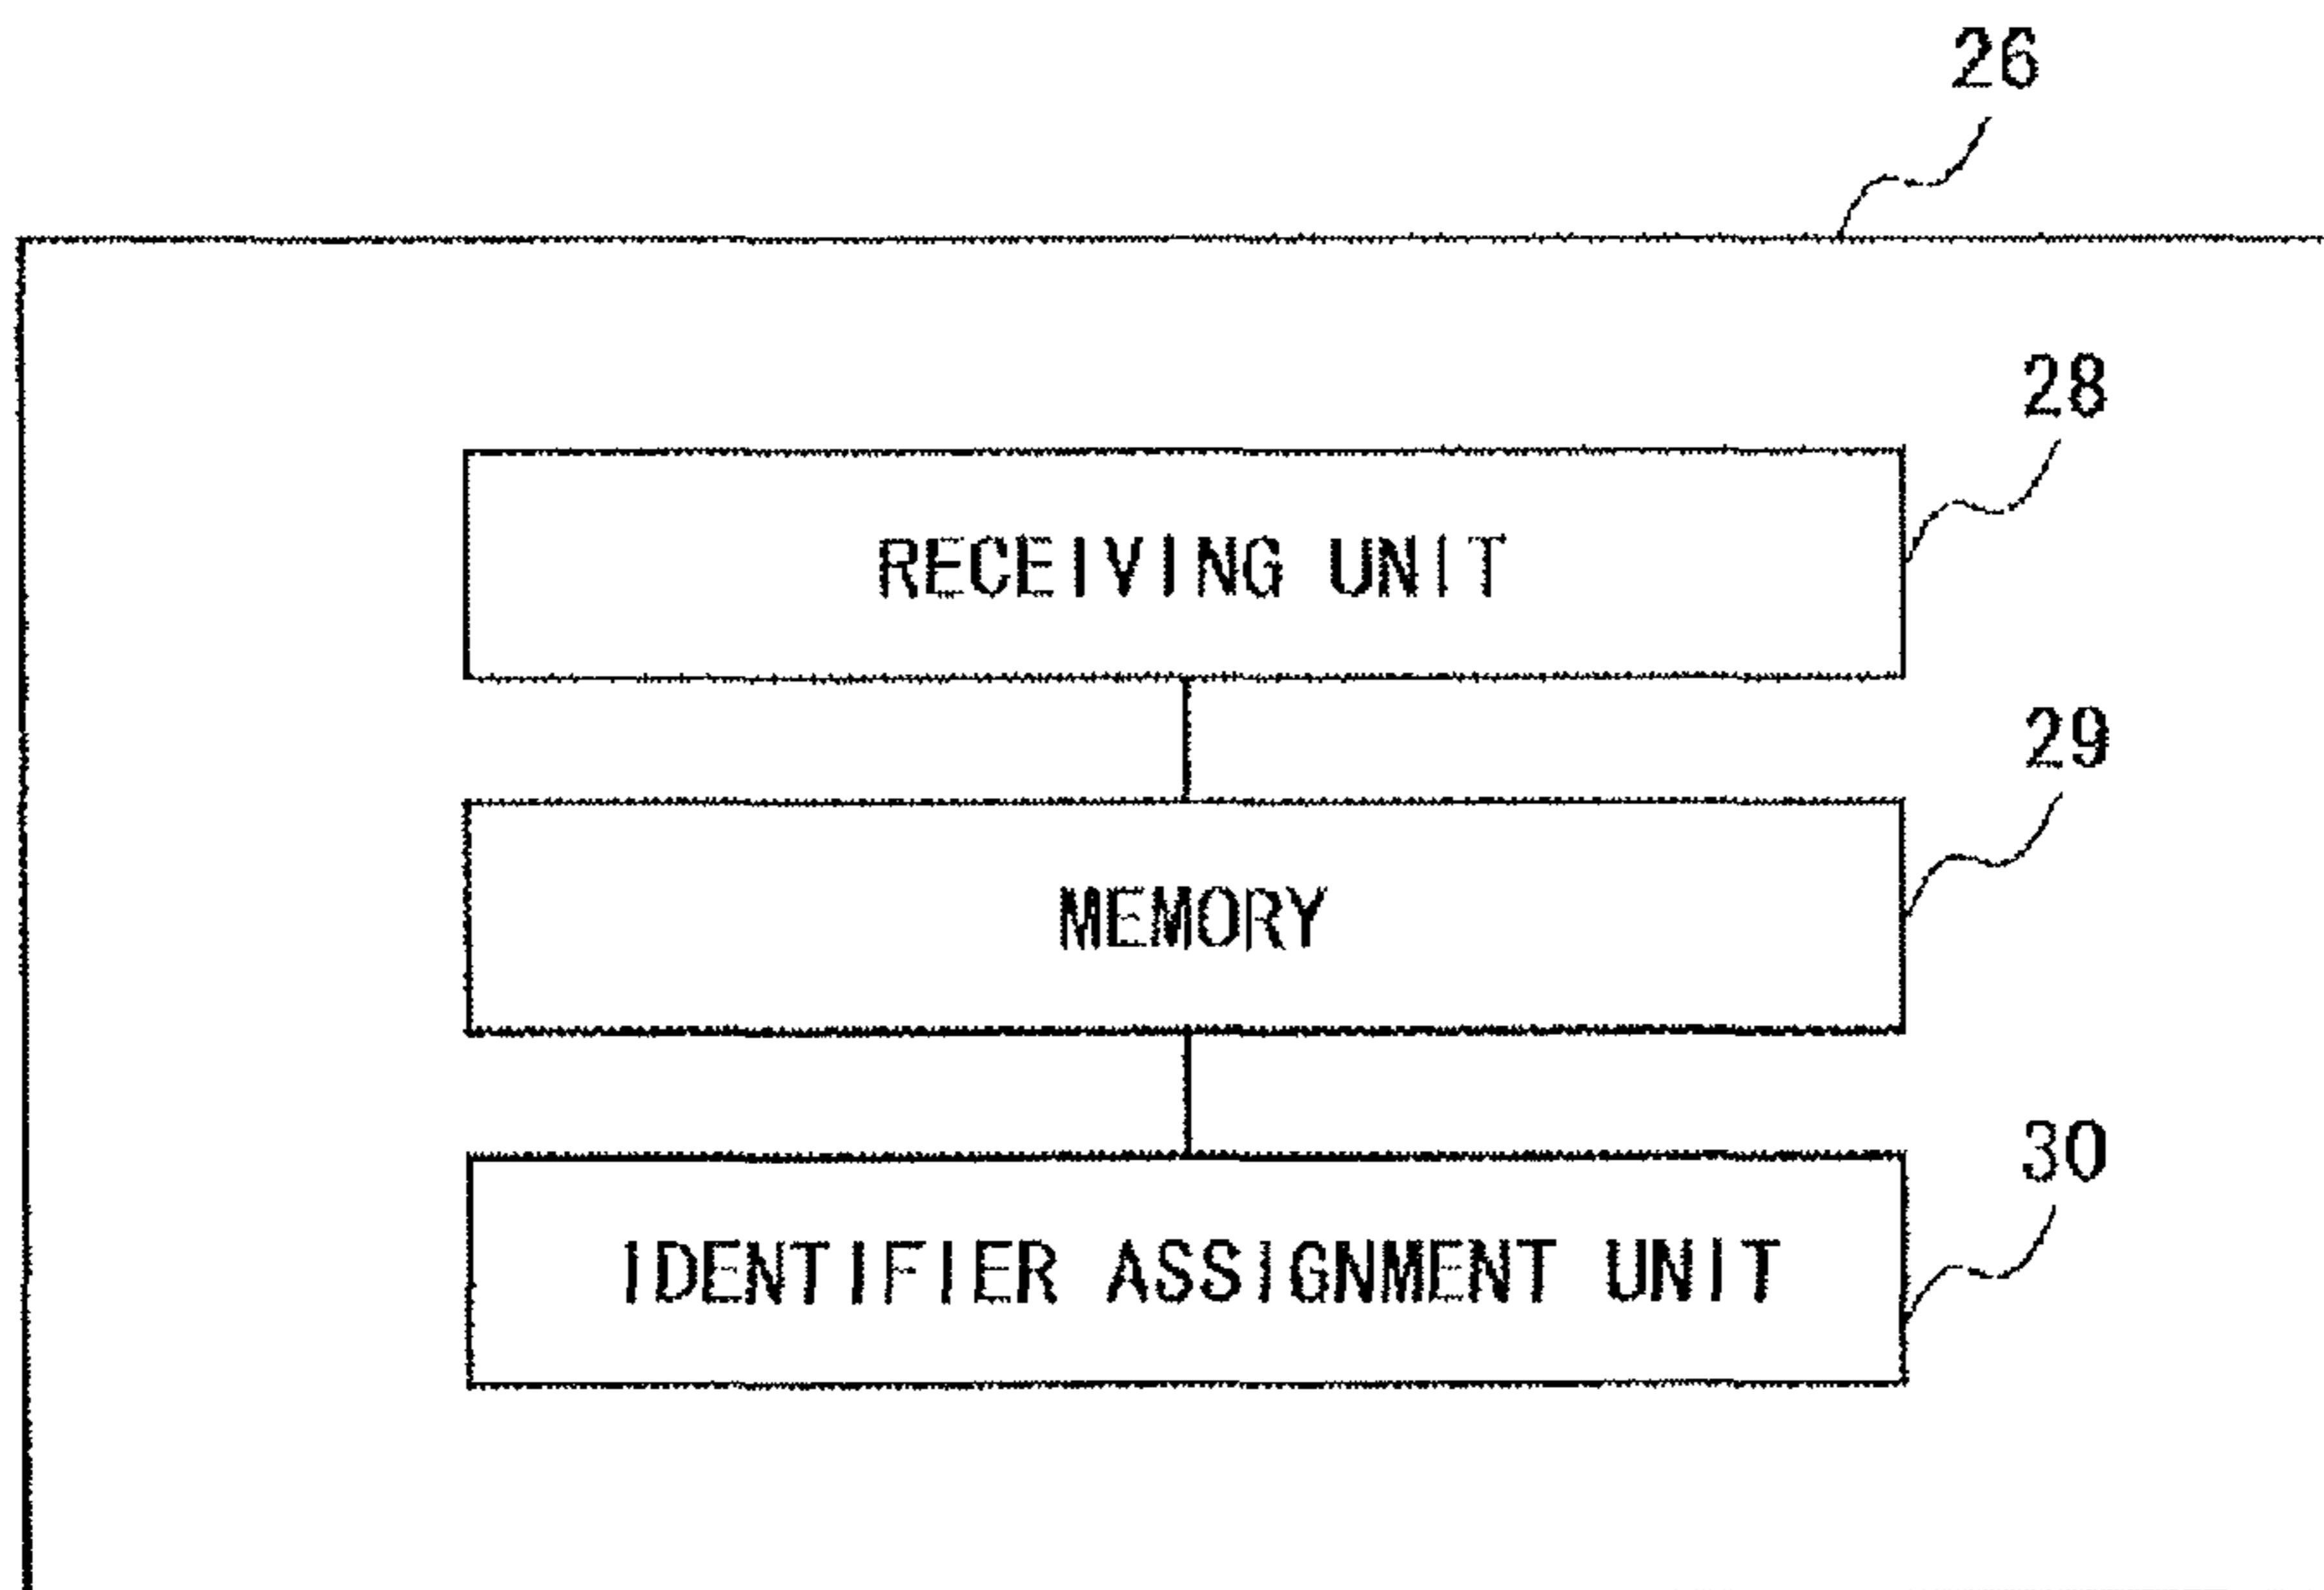 26
28
RECEIVING UNIT
29
MEMORY
30
IDENTIFIER ASSIGNMENT UNIT